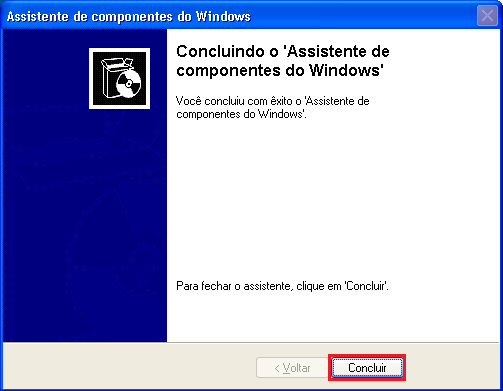 Assistente de componentes do Windows
Concluindo o 'Assistente de
componentes do Windows'
Você concluiu com êxito o 'Assistente de
componentes do Windows'.
Para fechar o assistente, clique em 'Concluir'.
< Voltar
Concluir